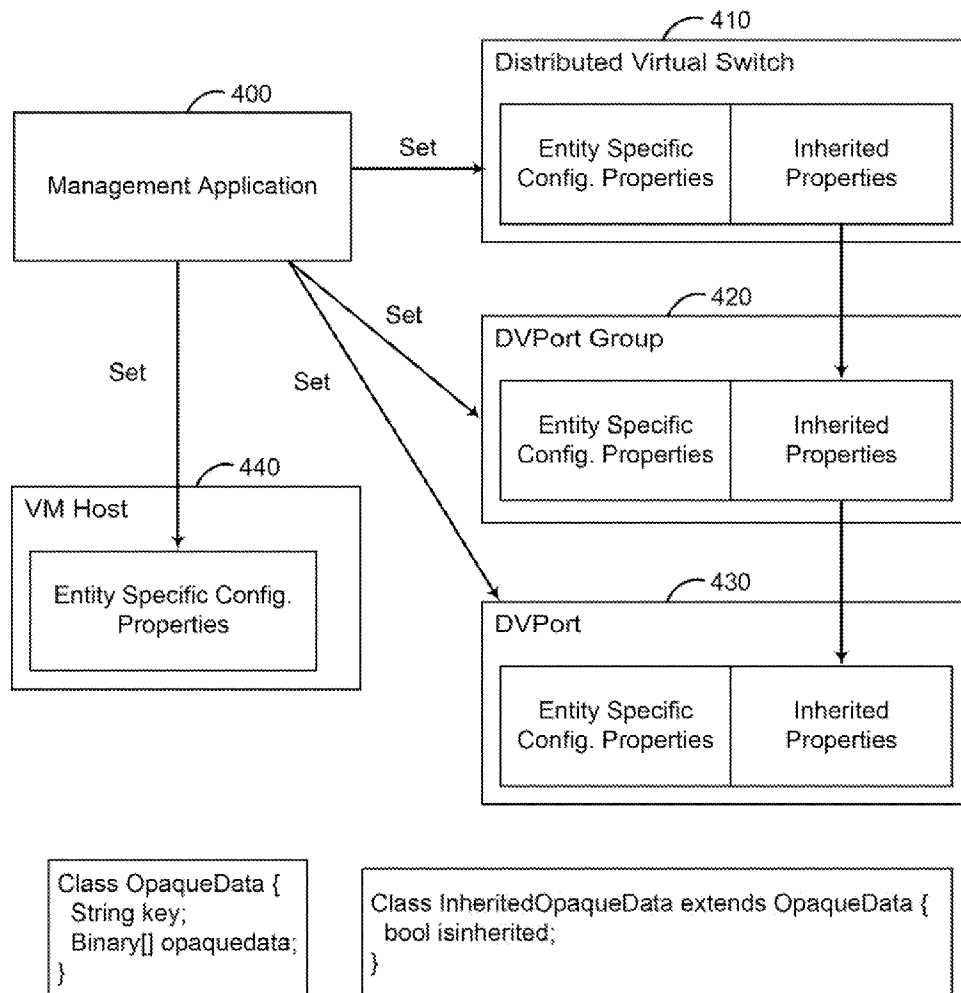 410
Distributed Virtual Switch
400
Management Application
Set
Entity Specific
Config. Properties
Inherited
Properties
420
DVPort Group
Set
Set
Set
Entity Specific
Config. Properties
Inherited
Properties
440
VM Host
Entity Specific Config.
Properties
430
DVPort
Entity Specific
Config. Properties
Inherited
Properties
Class OpaqueData {
String key;
Binary[] opaquedata;
}
Class InheritedOpaqueData extends OpaqueData {
bool isinherited;
}